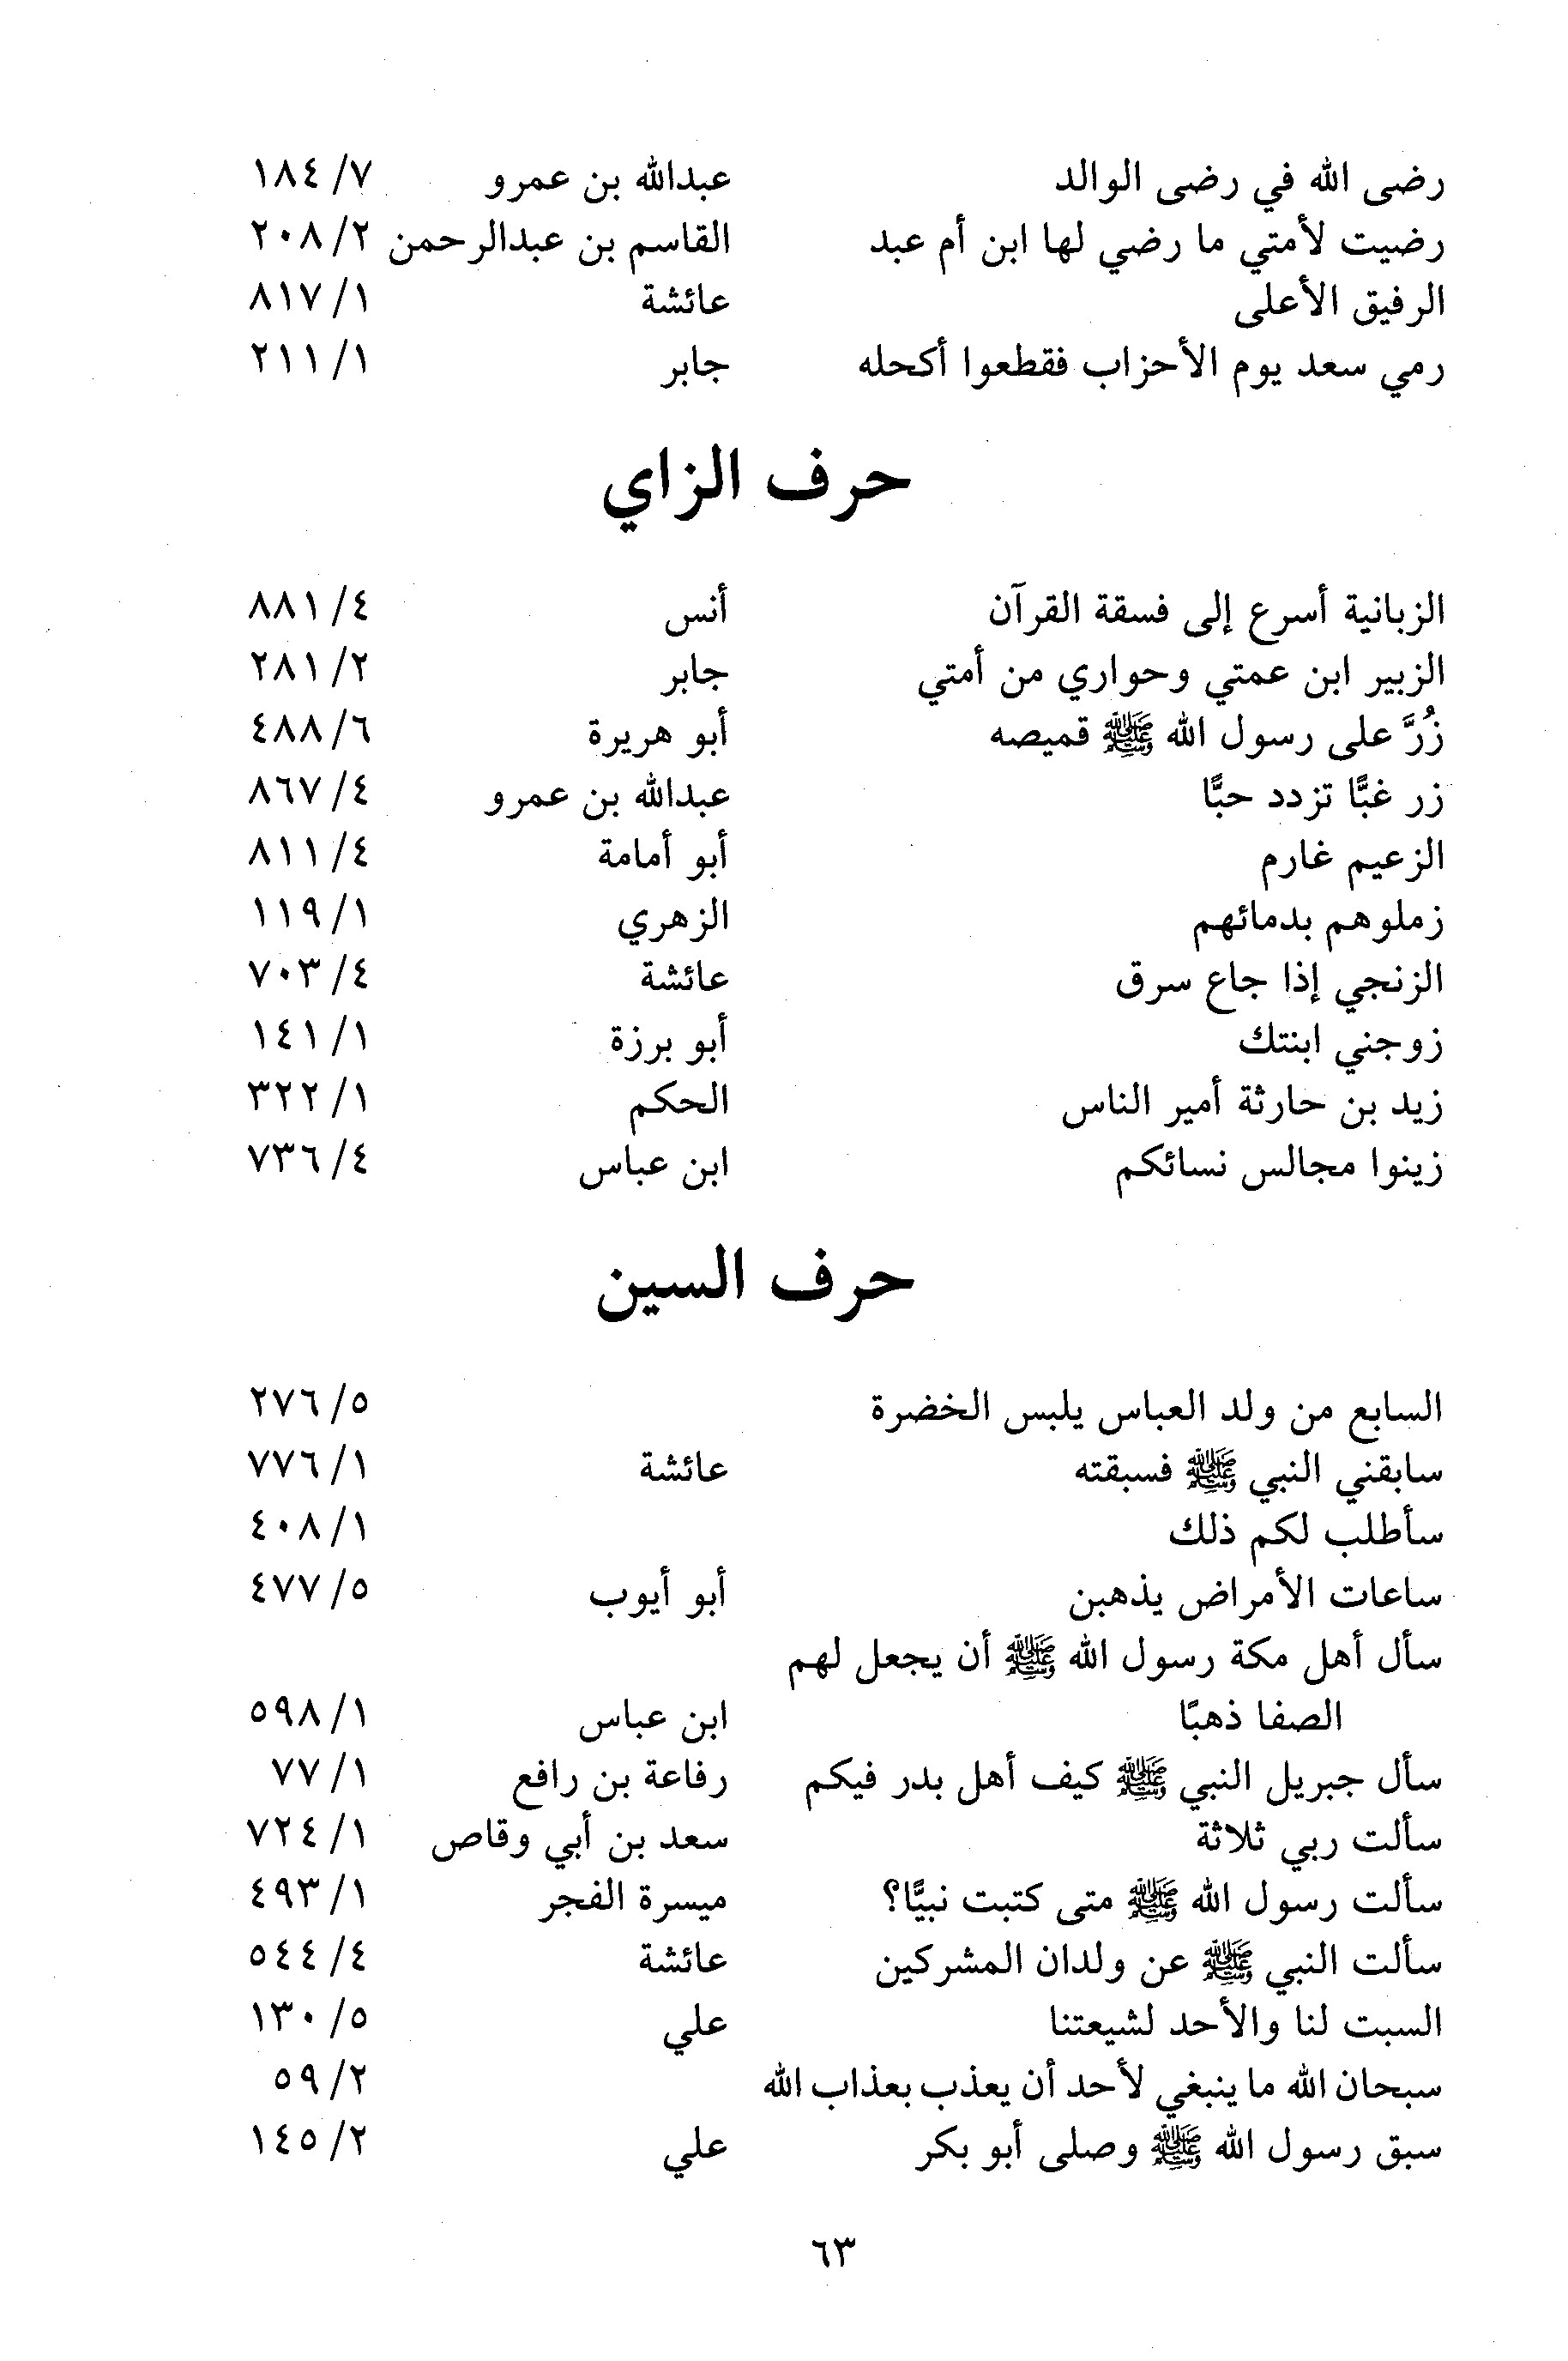 رضى الله في رضى الوالد عبدالله بن عمرو ٧/ ١٨٤
رضيت لأمتي ما رضي لها ابن أم عبد القاسم بن عبدالرحمن ٢/ ٢٠٨
الرفيق الأعلى عائشة ١/ ٨١٧
رمي سعد يوم الأحزاب فقطعوا أكحله جابر ١/ ٢١١
حرف الزاي
الزبانية أسرع إلى فسقة القرآن أنس ٤/ ٨٨١
الزبير ابن عمتي وحواري من أمتي جابر ٢/ ٢٨١
زُرَّ على رسول الله ﷺ قميصه أبو هريرة ٦/ ٤٨٨
زر غبًّا تزدد حبًّا عبدالله بن عمرو ٤/ ٨٦٧
الزعيم غارم أبو أمامة ٤/ ٨١١
زملوهم بدمائهم الزهري ١/ ١١٩
الزنجي إذا جاع سرق عائشة ٤/ ٧٠٣
زوجني ابنتك أبو برزة ١/ ١٤١
زيد بن حارثة أمير الناس الحكم ١/ ٣٢٢
زينوا مجالس نسائكم ابن عباس ٤/ ٧٣٦
حرف السين
السابع من ولد العباس يلبس الخضرة ٥/ ٢٧٦
سابقني النبي ﷺ فسبقته عائشة ١/ ٧٧٦
سأطلب لكم ذلك ١/ ٤٠٨
ساعات الأمراض يذهبن أبو أيوب ٥/ ٤٧٧
سأل أهل مكة رسول الله ﷺ أن يجعل لهم
الصفا ذهبًا ابن عباس ١/ ٥٩٨
سأل جبريل النبي ﷺ كيف أهل بدر فيكم رفاعة بن رافع ١/ ٧٧
سألت ربي ثلاثة سعد بن أبي وقاص ١/ ٧٢٤
سألت رسول الله ﷺ متى كتبت نبيًّا؟ ميسرة الفجر ١/ ٤٩٣
سألت النبي ﷺ عن ولدان المشركين عائشة ٤/ ٥٤٤
السبت لنا والأحد لشيعتنا علي ٥/ ١٣٠
سبحان الله ما ينبغي لأحد أن يعذب بعذاب الله ٢/ ٥٩
سبق رسول الله ﷺ وصلى أبو بكر علي ٢/ ١٤٥
٦٣